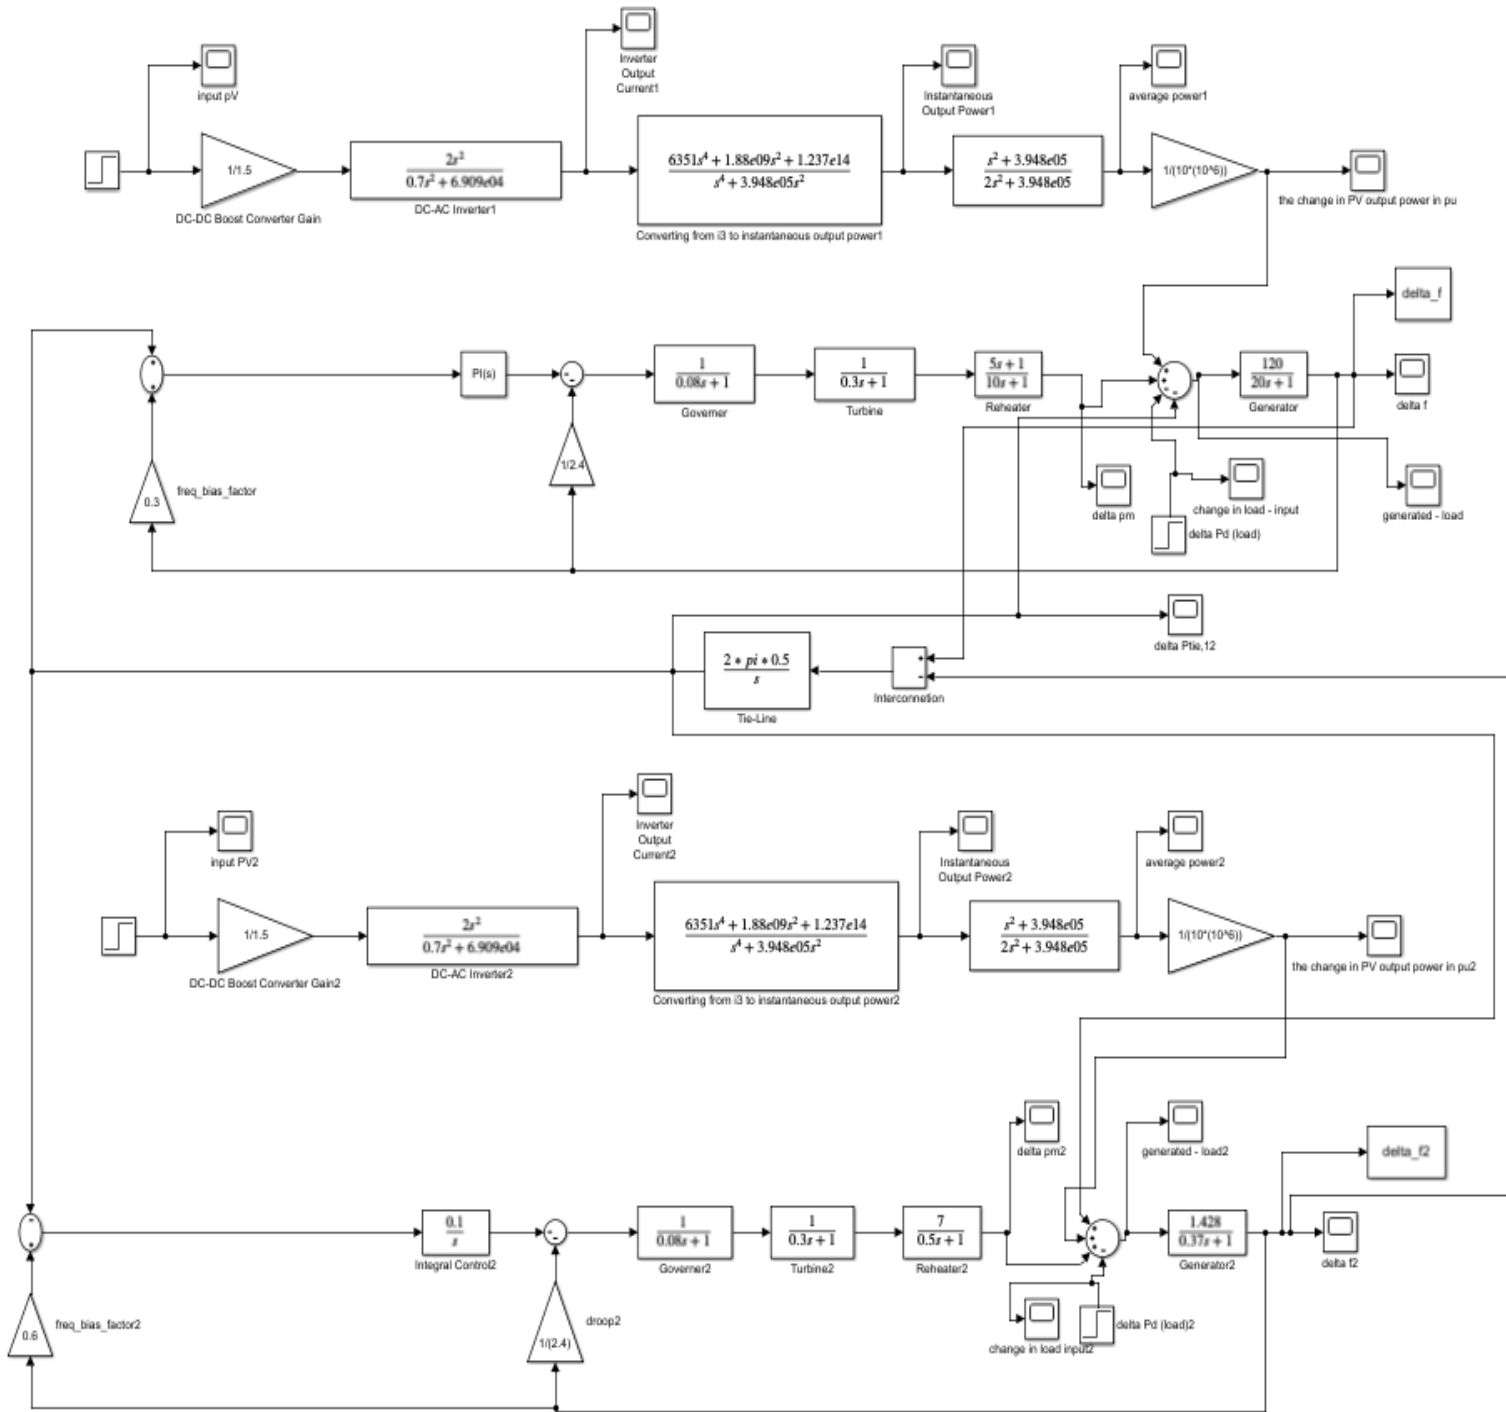 input pV
1/1.5
DC-DC Boost Converter Gain
2s²
0.7s² + 6.909e04
DC-AC Inverter1
Inverter
Output
Current1
6351s⁴ + 1.88e09s² + 1.237e14
s⁴ + 3.948e05s²
Converting from i3 to instantaneous output power1
Instantaneous
Output Power1
s² + 3.948e05
2s² + 3.948e05
average power1
1/(10*(10^6))
the change in PV output power in pu
delta_f
+
+
PI(s)
-
-
1
0.08s + 1
Governer
1
0.3s + 1
Turbine
5s + 1
10s + 1
Reheater
+
+
-
-
120
20s + 1
Generator
delta f
0.3
freq_bias_factor
1/2.4
delta pm
change in load - input
delta Pd (load)
generated - load
delta Ptie,12
2 * pi * 0.5
s
Tie-Line
+
-
Interconnetion
input PV2
1/1.5
DC-DC Boost Converter Gain2
2s²
0.7s² + 6.909e04
DC-AC Inverter2
Inverter
Output
Current2
6351s⁴ + 1.88e09s² + 1.237e14
s⁴ + 3.948e05s²
Converting from i3 to instantaneous output power2
Instantaneous
Output Power2
s² + 3.948e05
2s² + 3.948e05
average power2
1/(10*(10^6))
the change in PV output power in pu2
delta pm2
generated - load2
delta_f2
-
+
0.1
s
Integral Control2
-
-
1
0.08s + 1
Governer2
1
0.3s + 1
Turbine2
7
0.5s + 1
Reheater2
+
+
+
-
1.428
0.37s + 1
Generator2
delta f2
0.6
freq_bias_factor2
1/(2.4)
droop2
change in load input2
delta Pd (load)2